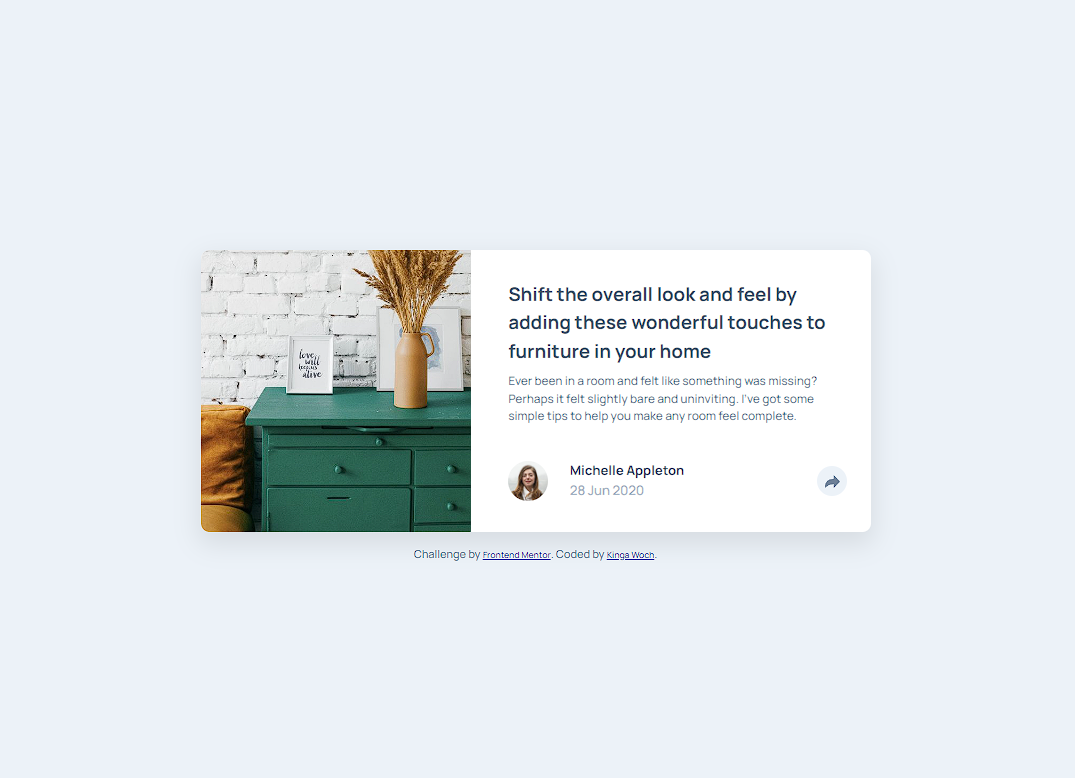 love
will
keep us
alive
Shift the overall look and feel by
adding these wonderful touches to
furniture in your home
Ever been in a room and felt like something was missing?
Perhaps it felt slightly bare and uninviting. I've got some
simple tips to help you make any room feel complete.
Michelle Appleton
28 Jun 2020
Challenge by Frontend Mentor. Coded by Kinga Woch.